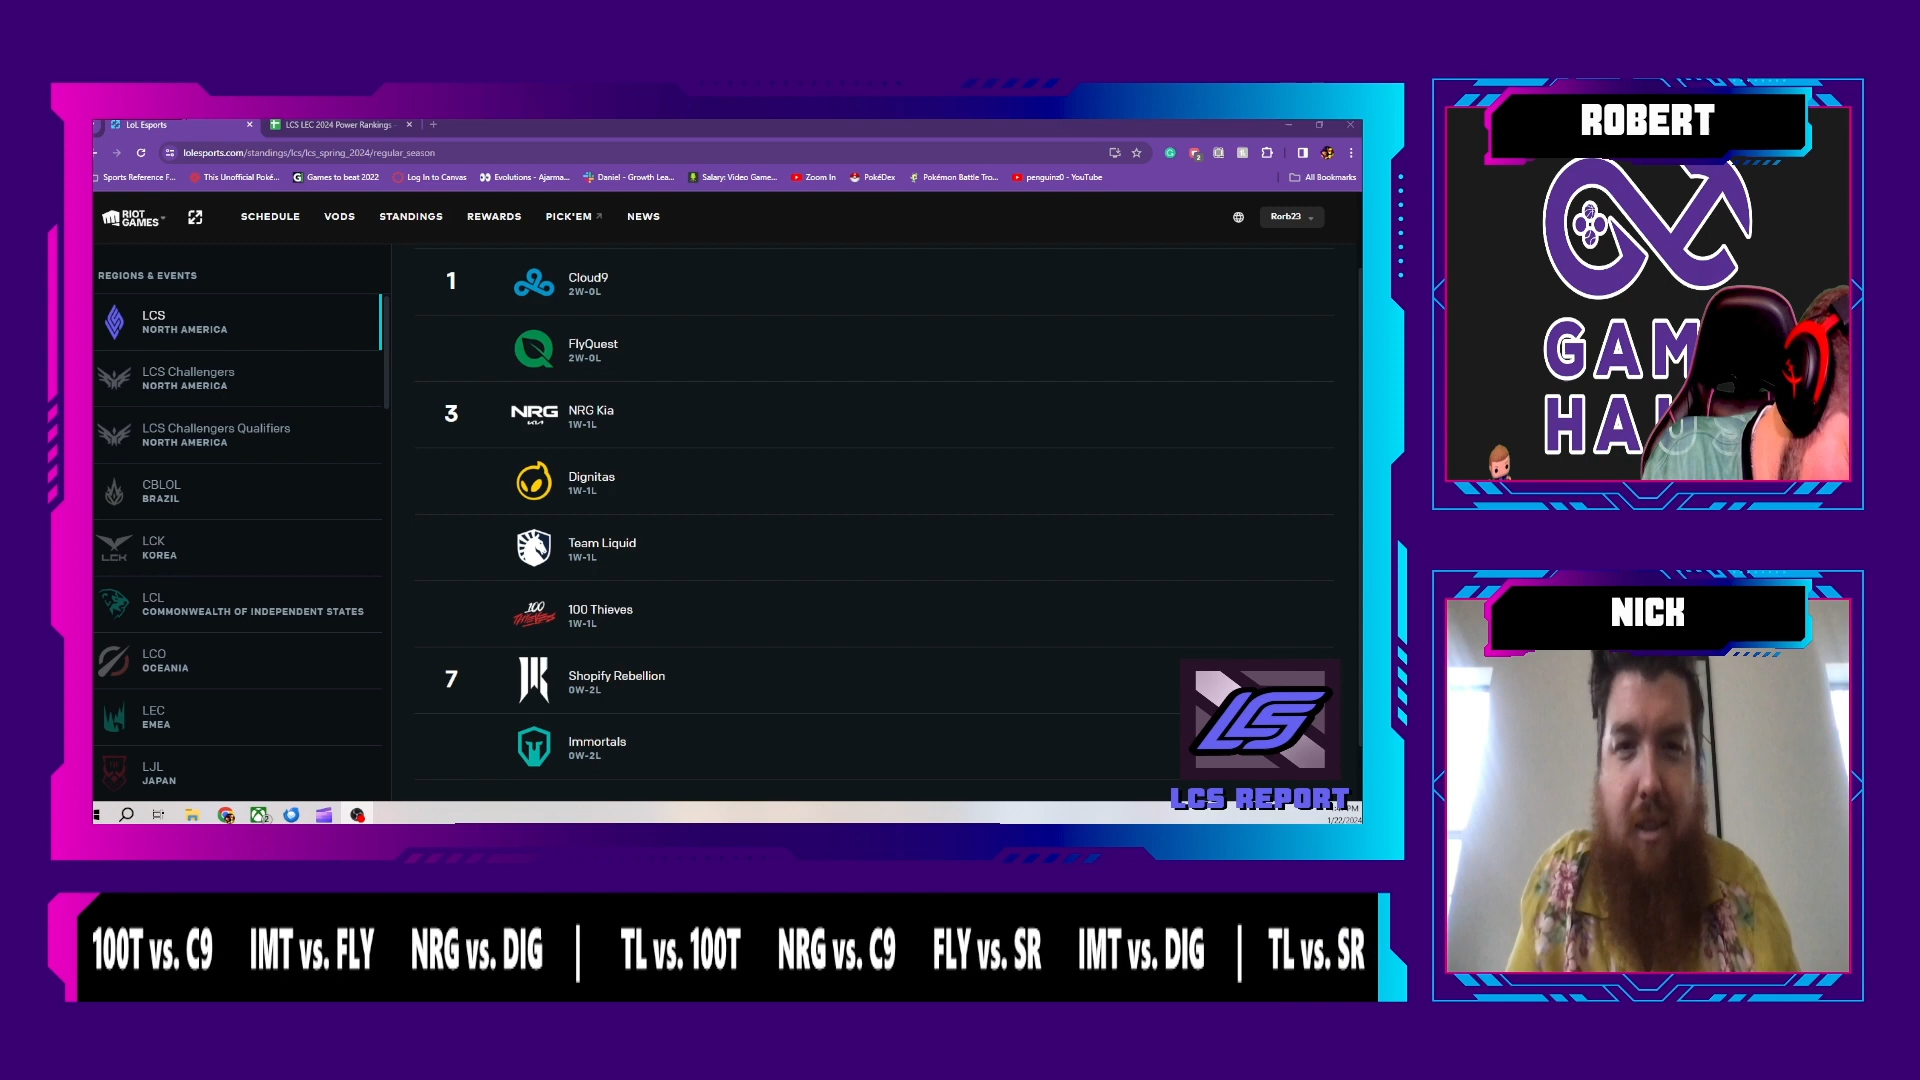 LoL Esports
LCS LEC 2024 Power Rankings
lolesports.com/standings/lcs/lcs_spring_2024/regular_season
Sports Reference F...
This Unofficial Poké...
Games to beat 2022
Log In to Canvas
Evolutions - Ajarma...
Daniel - Growth Lea...
Salary: Video Game...
Zoom In
PokéDex
Pokémon Battle Tro...
penguinz0 - YouTube
All Bookmarks
RIOT
GAMES
SCHEDULE
VODS
STANDINGS
REWARDS
PICK'EM
NEWS
Rorb23
REGIONS & EVENTS
LCS
NORTH AMERICA
LCS Challengers
NORTH AMERICA
LCS Challengers Qualifiers
NORTH AMERICA
CBLOL
BRAZIL
LCK
LCK
KOREA
LCL
COMMONWEALTH OF INDEPENDENT STATES
LCO
OCEANIA
LEC
EMEA
LJL
JAPAN
1
Cloud9
2W-0L
FlyQuest
2W-0L
3
NRG
NRG Kia
1W-1L
Dignitas
1W-1L
Team Liquid
1W-1L
100
Thieves
100 Thieves
1W-1L
7
Shopify Rebellion
0W-2L
Immortals
0W-2L
LCS
LCS REPORT
PM
1/22/2024
ROBERT
GAM
HAUS
NICK
100T vs. C9 IMT vs. FLY NRG vs. DIG | TL vs. 100T NRG vs. C9 FLY vs. SR IMT vs. DIG | TL vs. SR